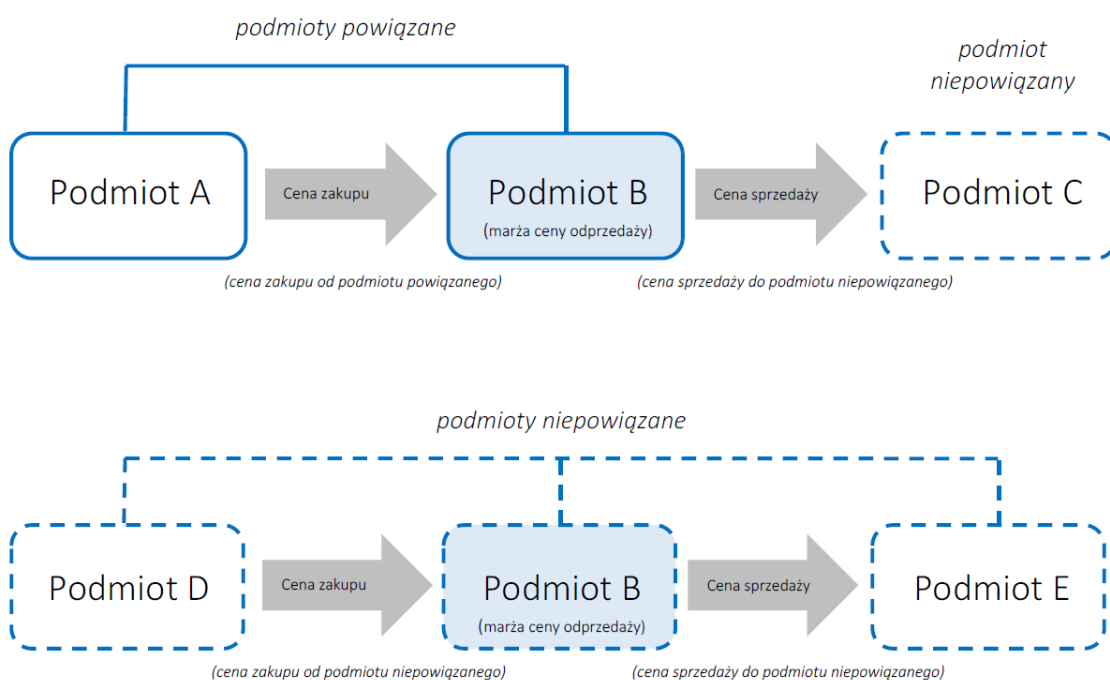 podmioty powiązane
podmiot
niepowiązany
Podmiot A
Cena zakupu
Podmiot B
(marża ceny odprzedaży)
Cena sprzedaży
Podmiot C
(cena zakupu od podmiotu powiązanego)
(cena sprzedaży do podmiotu niepowiązanego)
podmioty niepowiązane
Podmiot D
Cena zakupu
Podmiot B
(marża ceny odprzedaży)
Cena sprzedaży
Podmiot E
(cena zakupu od podmiotu niepowiązanego)
(cena sprzedaży do podmiotu niepowiązanego)